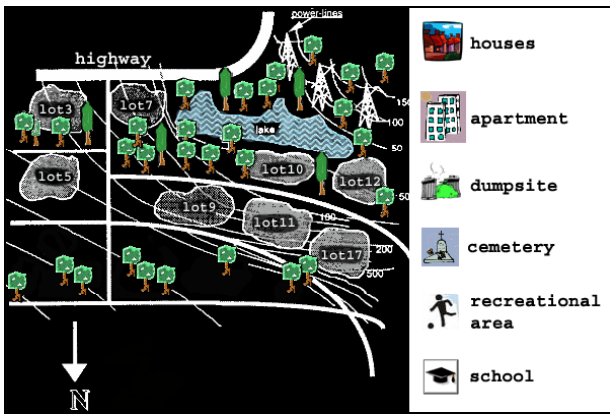 power-lines
highway
lot3
lot7
150
100
lake
50
lot5
lot10
lot12
50
lot9
lot11
100
200
lot17
500
N
houses
apartment
dumpsite
cemetery
recreational
area
school